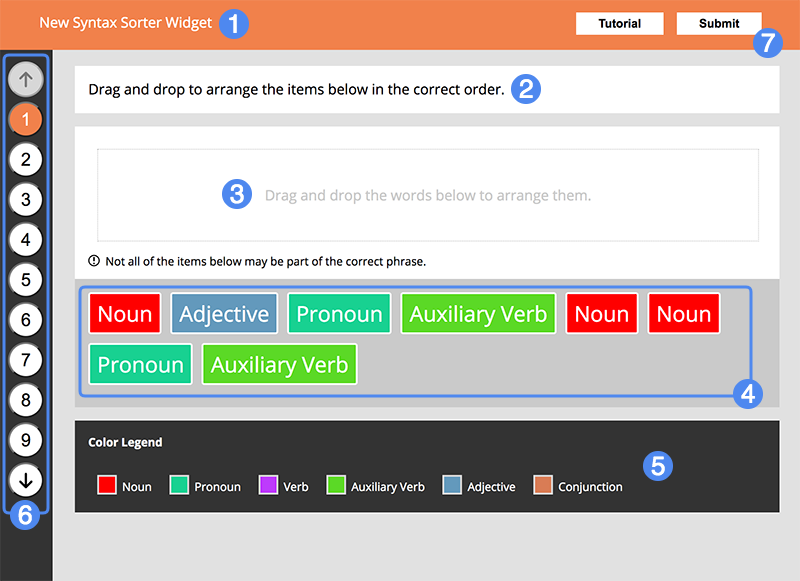 New Syntax Sorter Widget 1 Tutorial Submit
7
Drag and drop to arrange the items below in the correct order. 2
1
2
3
4
5
6
7
8
9
6
3 Drag and drop the words below to arrange them.
Not all of the items below may be part of the correct phrase.
Noun Adjective Pronoun Auxiliary Verb Noun Noun
Pronoun Auxiliary Verb
4
Color Legend
5
Noun Pronoun Verb Auxiliary Verb Adjective Conjunction